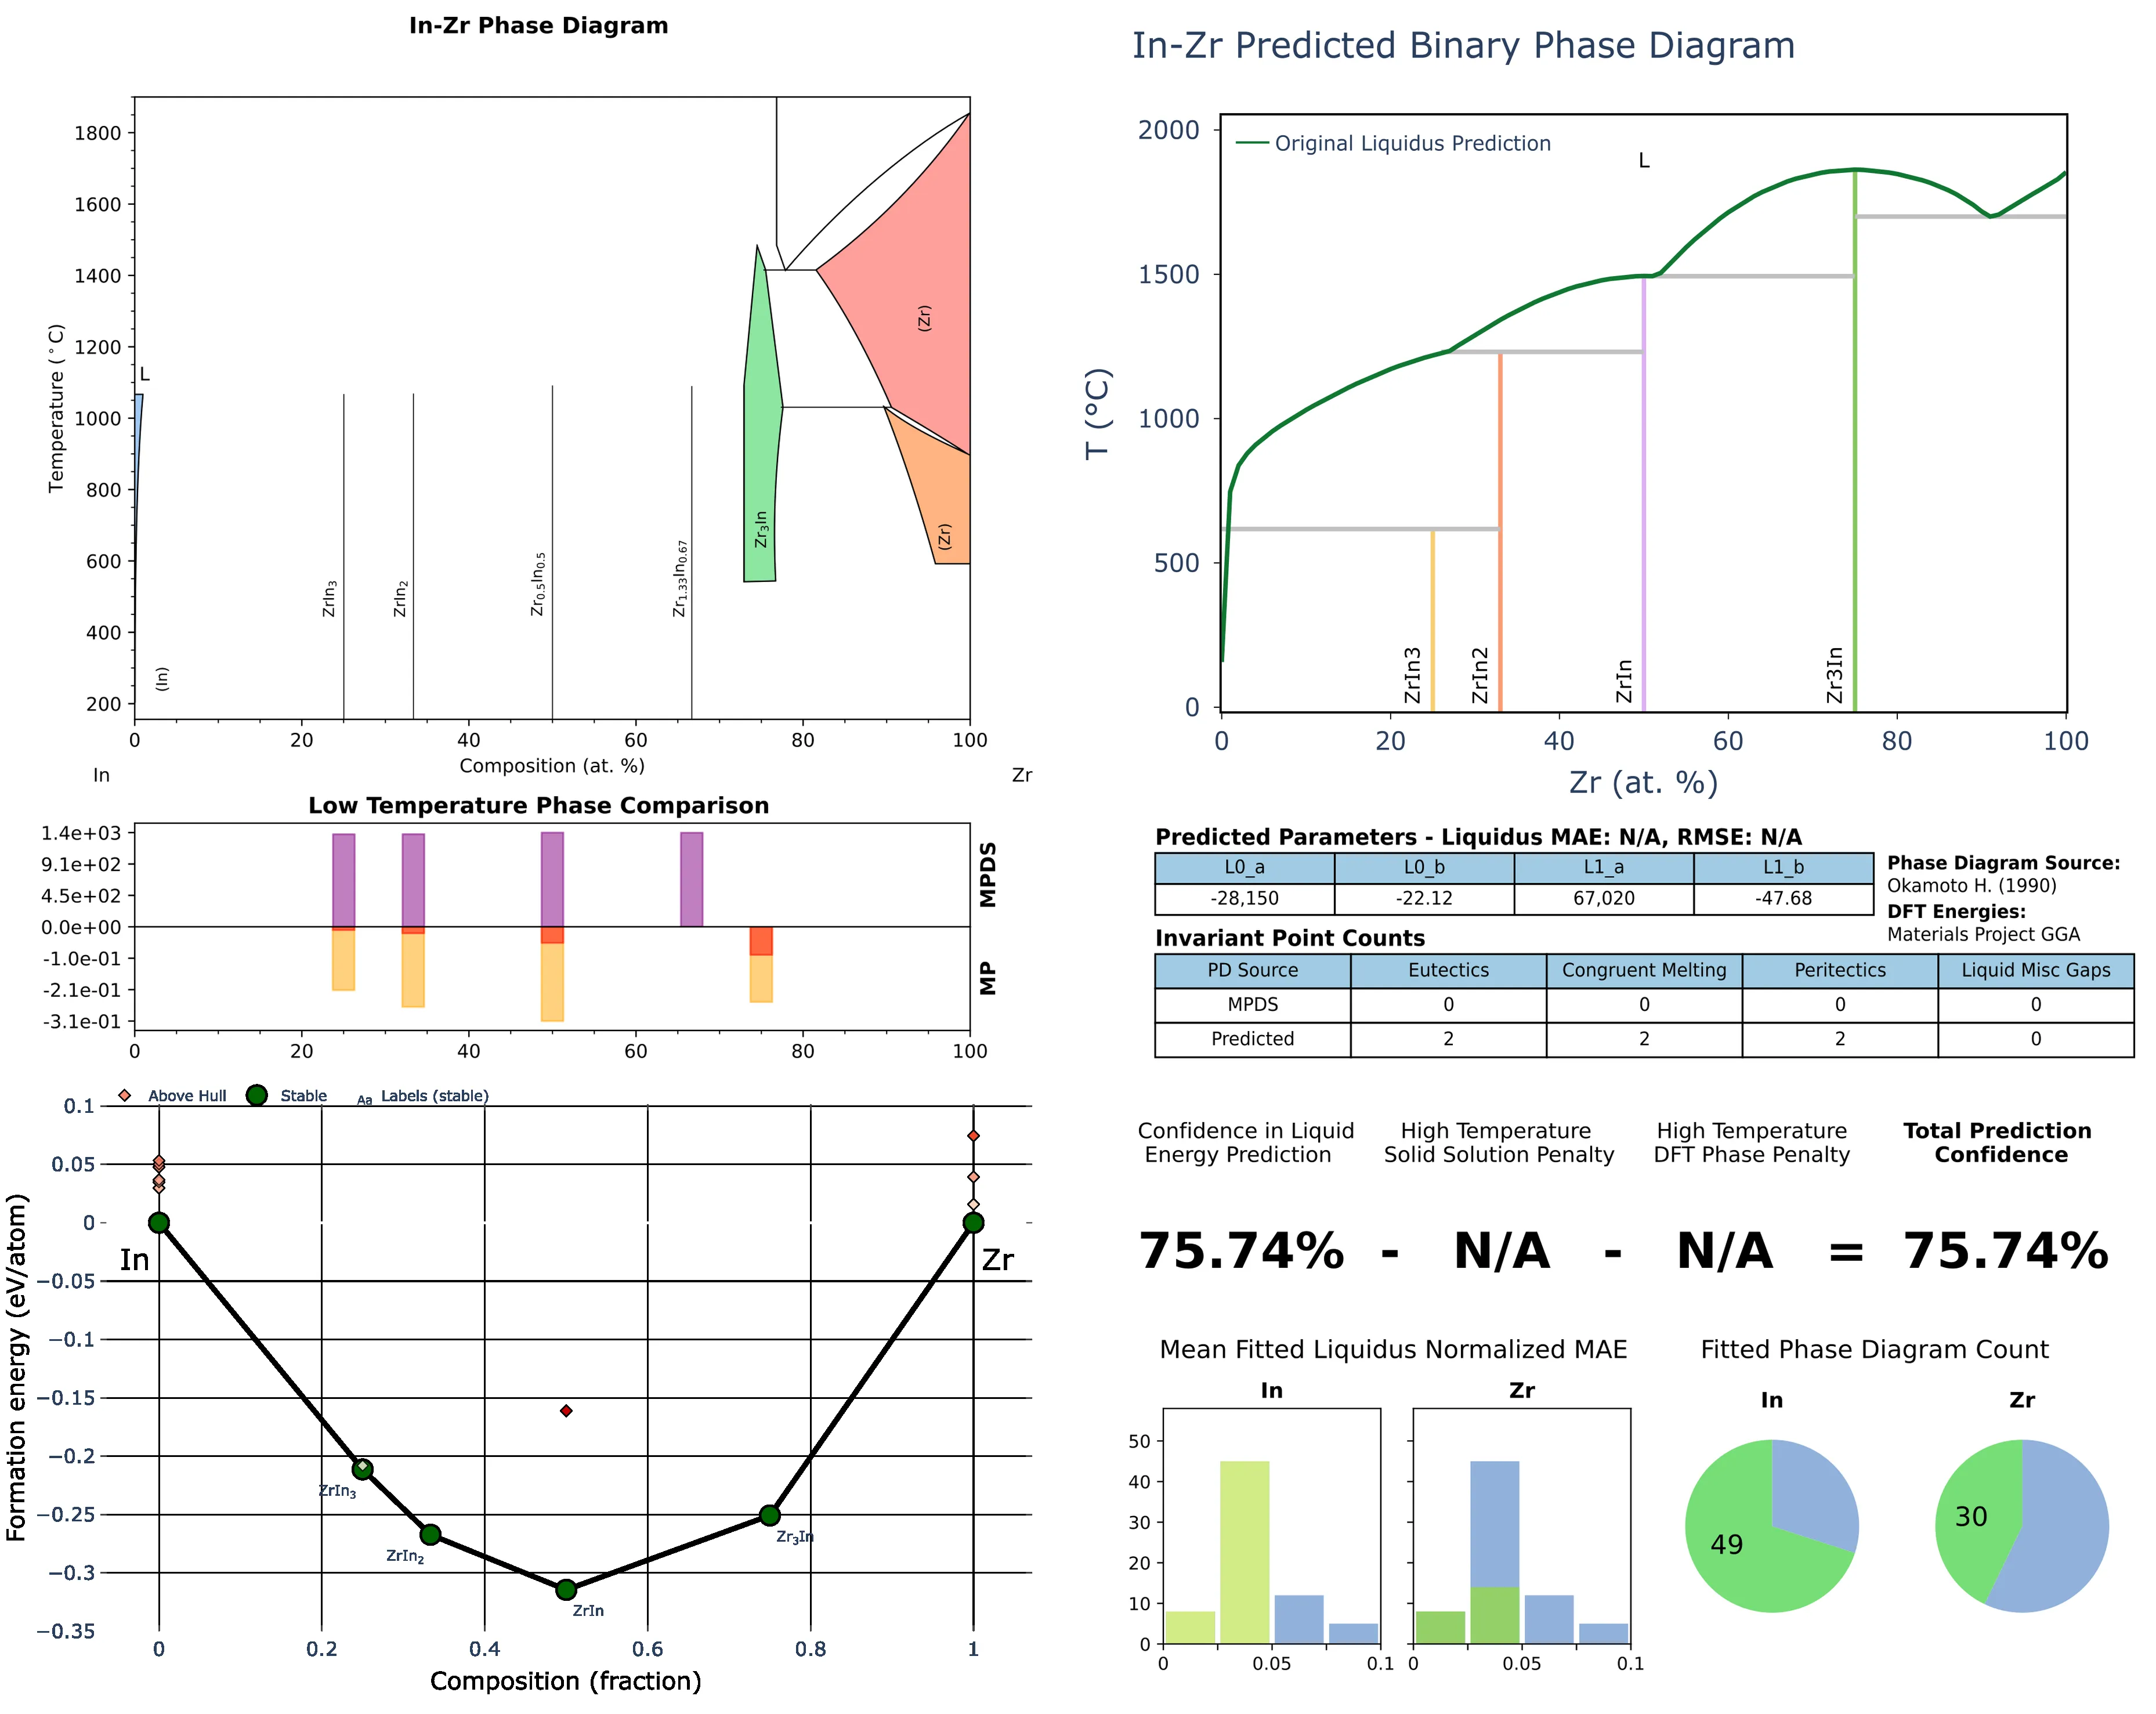 In-Zr Phase Diagram
1800
1600
1400
1200
1000
800
600
400
200
Temperature (°C)
L
(In)
ZrIn3
ZrIn2
Zr0.5In0.5
Zr1.33In0.67
Zr3In
(Zr)
(Zr)
0 20 40 60 80 100
Composition (at. %)
In Zr
Low Temperature Phase Comparison
1.4e+03
9.1e+02
4.5e+02
0.0e+00
-1.0e-01
-2.1e-01
-3.1e-01
MPDS
MP
0 20 40 60 80 100
Above Hull Stable Aa Labels (stable)
0.1
0.05
0
−0.05
−0.1
−0.15
−0.2
−0.25
−0.3
−0.35
Formation energy (eV/atom)
In
Zr
ZrIn3
ZrIn2
ZrIn
Zr3In
0 0.2 0.4 0.6 0.8 1
Composition (fraction)
In-Zr Predicted Binary Phase Diagram
Original Liquidus Prediction
L
2000
1500
1000
500
0
T (°C)
ZrIn3
ZrIn2
ZrIn
Zr3In
0 20 40 60 80 100
Zr (at. %)
Predicted Parameters - Liquidus MAE: N/A, RMSE: N/A
L0_a L0_b L1_a L1_b
-28,150 -22.12 67,020 -47.68
Phase Diagram Source:
Okamoto H. (1990)
DFT Energies:
Materials Project GGA
Invariant Point Counts
PD Source Eutectics Congruent Melting Peritectics Liquid Misc Gaps
MPDS 0 0 0 0
Predicted 2 2 2 0
Confidence in Liquid
Energy Prediction
High Temperature
Solid Solution Penalty
High Temperature
DFT Phase Penalty
Total Prediction
Confidence
75.74% - N/A - N/A = 75.74%
Mean Fitted Liquidus Normalized MAE
In Zr
50
40
30
20
10
0
0 0.05 0.1 0 0.05 0.1
Fitted Phase Diagram Count
In Zr
49 30